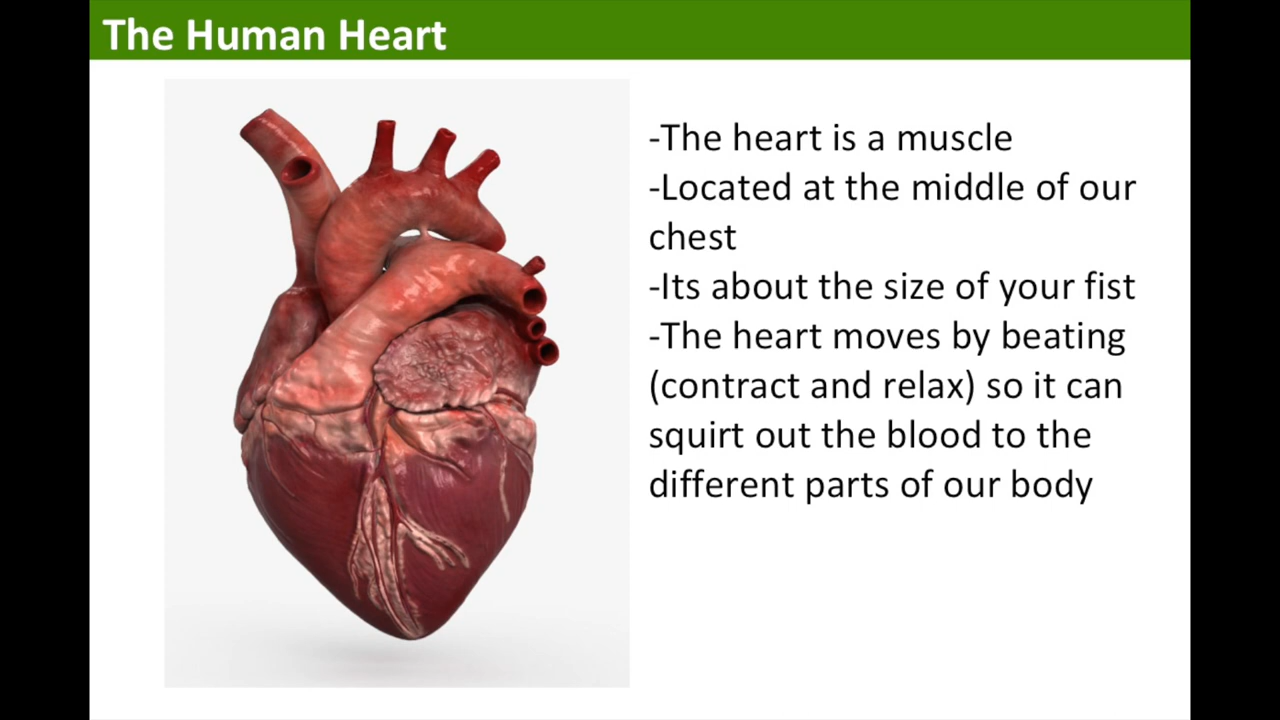 The Human Heart
-The heart is a muscle
-Located at the middle of our
chest
-Its about the size of your fist
-The heart moves by beating
(contract and relax) so it can
squirt out the blood to the
different parts of our body